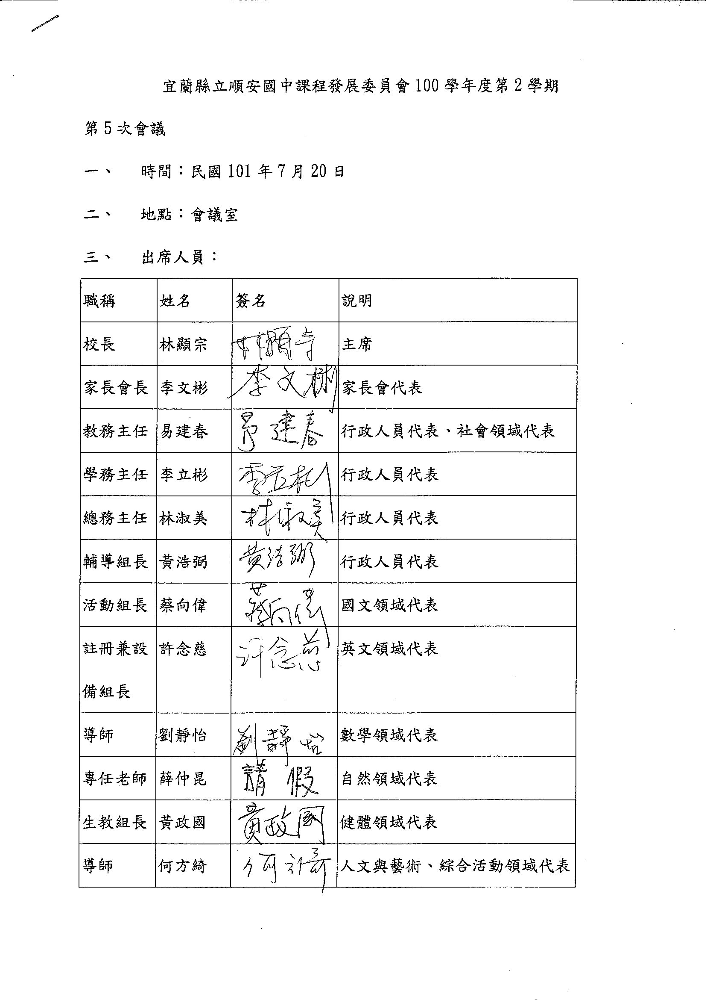 宜蘭縣立順安國中課程發展委員會 100 學年度第 2 學期
第 5 次會議
一、 時間：民國 101 年 7 月 20 日
二、 地點：會議室
三、 出席人員：
職稱 姓名 簽名 說明
校長 林顯宗 林顯宗 主席
家長會長 李文彬 李文彬 家長會代表
教務主任 易建春 易建春 行政人員代表、社會領域代表
學務主任 李立彬 李立彬 行政人員代表
總務主任 林淑美 林淑美 行政人員代表
輔導組長 黃浩弼 黃浩弼 行政人員代表
活動組長 蔡向偉 蔡向偉 國文領域代表
註冊兼設 許念慈 許念慈 英文領域代表
備組長
導師 劉靜怡 劉靜怡 數學領域代表
專任老師 薛仲昆 請假 自然領域代表
生教組長 黃政國 黃政國 健體領域代表
導師 何方綺 何方綺 人文與藝術、綜合活動領域代表